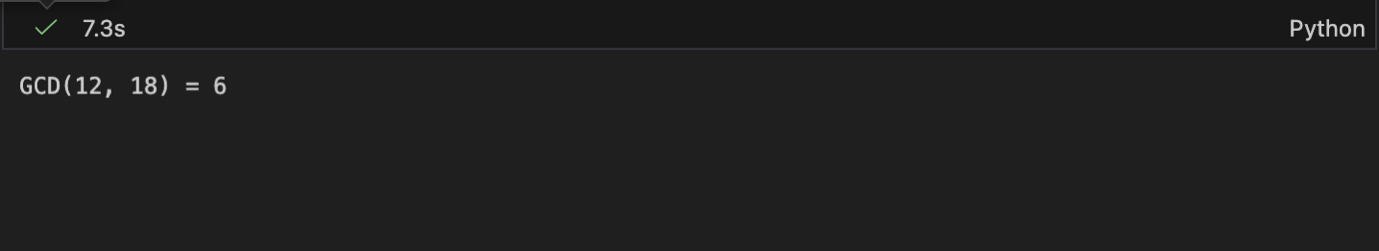 7.3s Python
GCD(12, 18) = 6